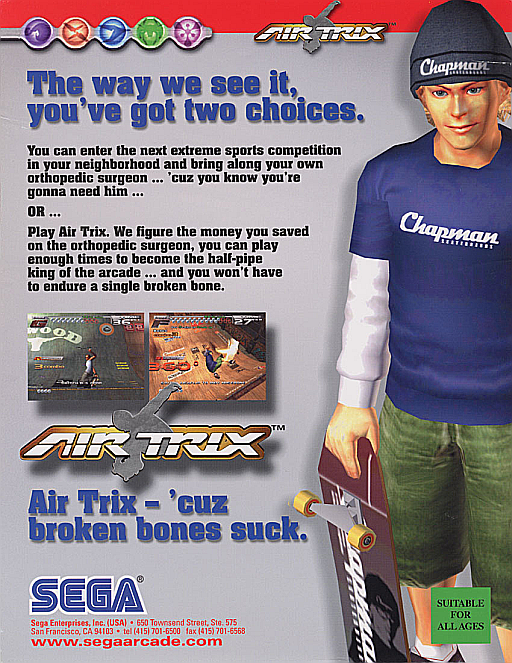 AIR TRIX™
Chapman
SKATEBOARDS
The way we see it,
you've got two choices.
You can enter the next extreme sports competition
in your neighborhood and bring along your own
orthopedic surgeon ... 'cuz you know you're
gonna need him ...
OR ...
Play Air Trix. We figure the money you saved
on the orthopedic surgeon, you can play
enough times to become the half-pipe
king of the arcade ... and you won't have
to endure a single broken bone.
Chapman
SKATEBOARDS
AIR TRIX™
Air Trix – 'cuz
broken bones suck.
SEGA®
Sega Enterprises, Inc. (USA) • 650 Townsend Street, Ste. 575
San Francisco, CA 94103 • tel (415) 701-6500 fax (415) 701-6568
www.segaarcade.com
SUITABLE
FOR
ALL AGES